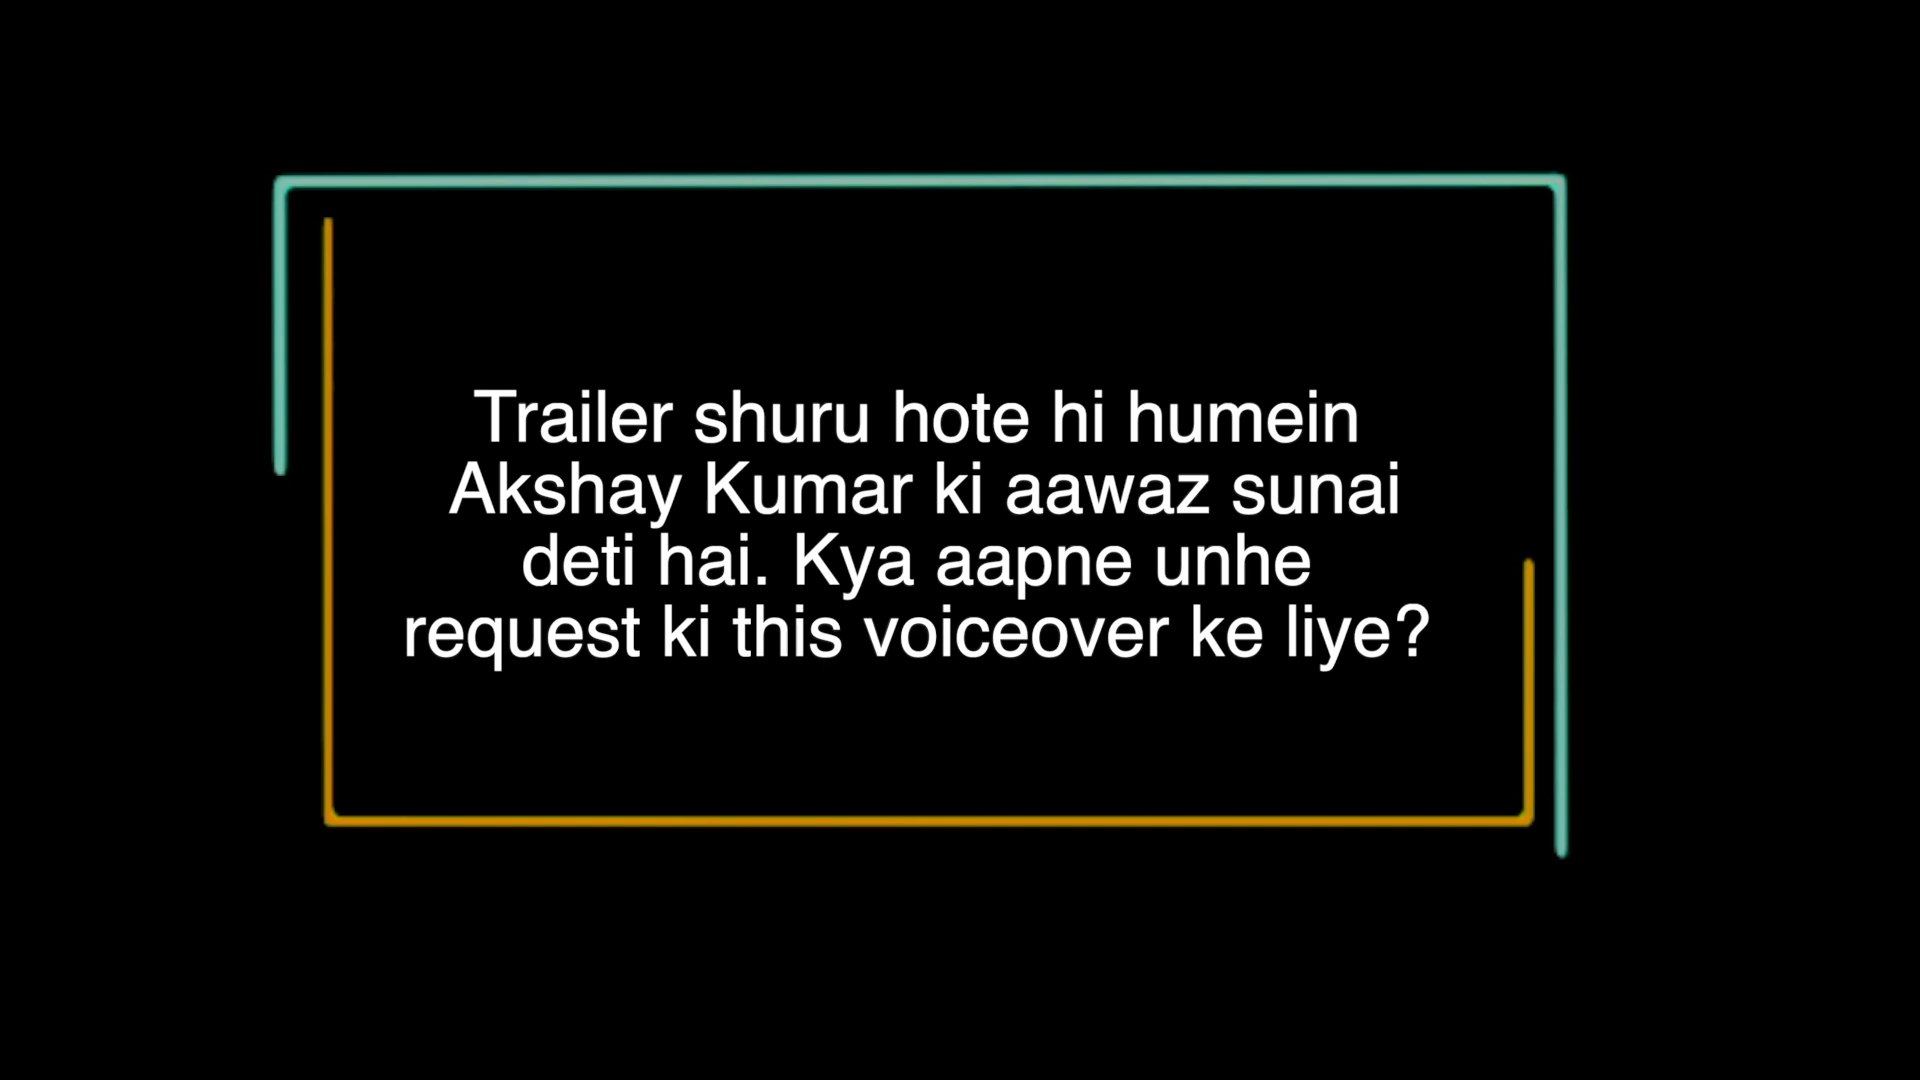 Trailer shuru hote hi humein
Akshay Kumar ki aawaz sunai
deti hai. Kya aapne unhe
request ki this voiceover ke liye?